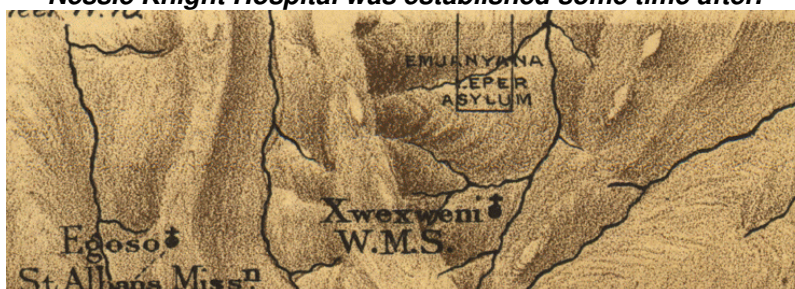 Nessie Knight Hospital was established some time after.
EMJANYANA
LEPER
ASYLUM
Xwexweni
W.M.S.
Egoso
St. Albans Missn.